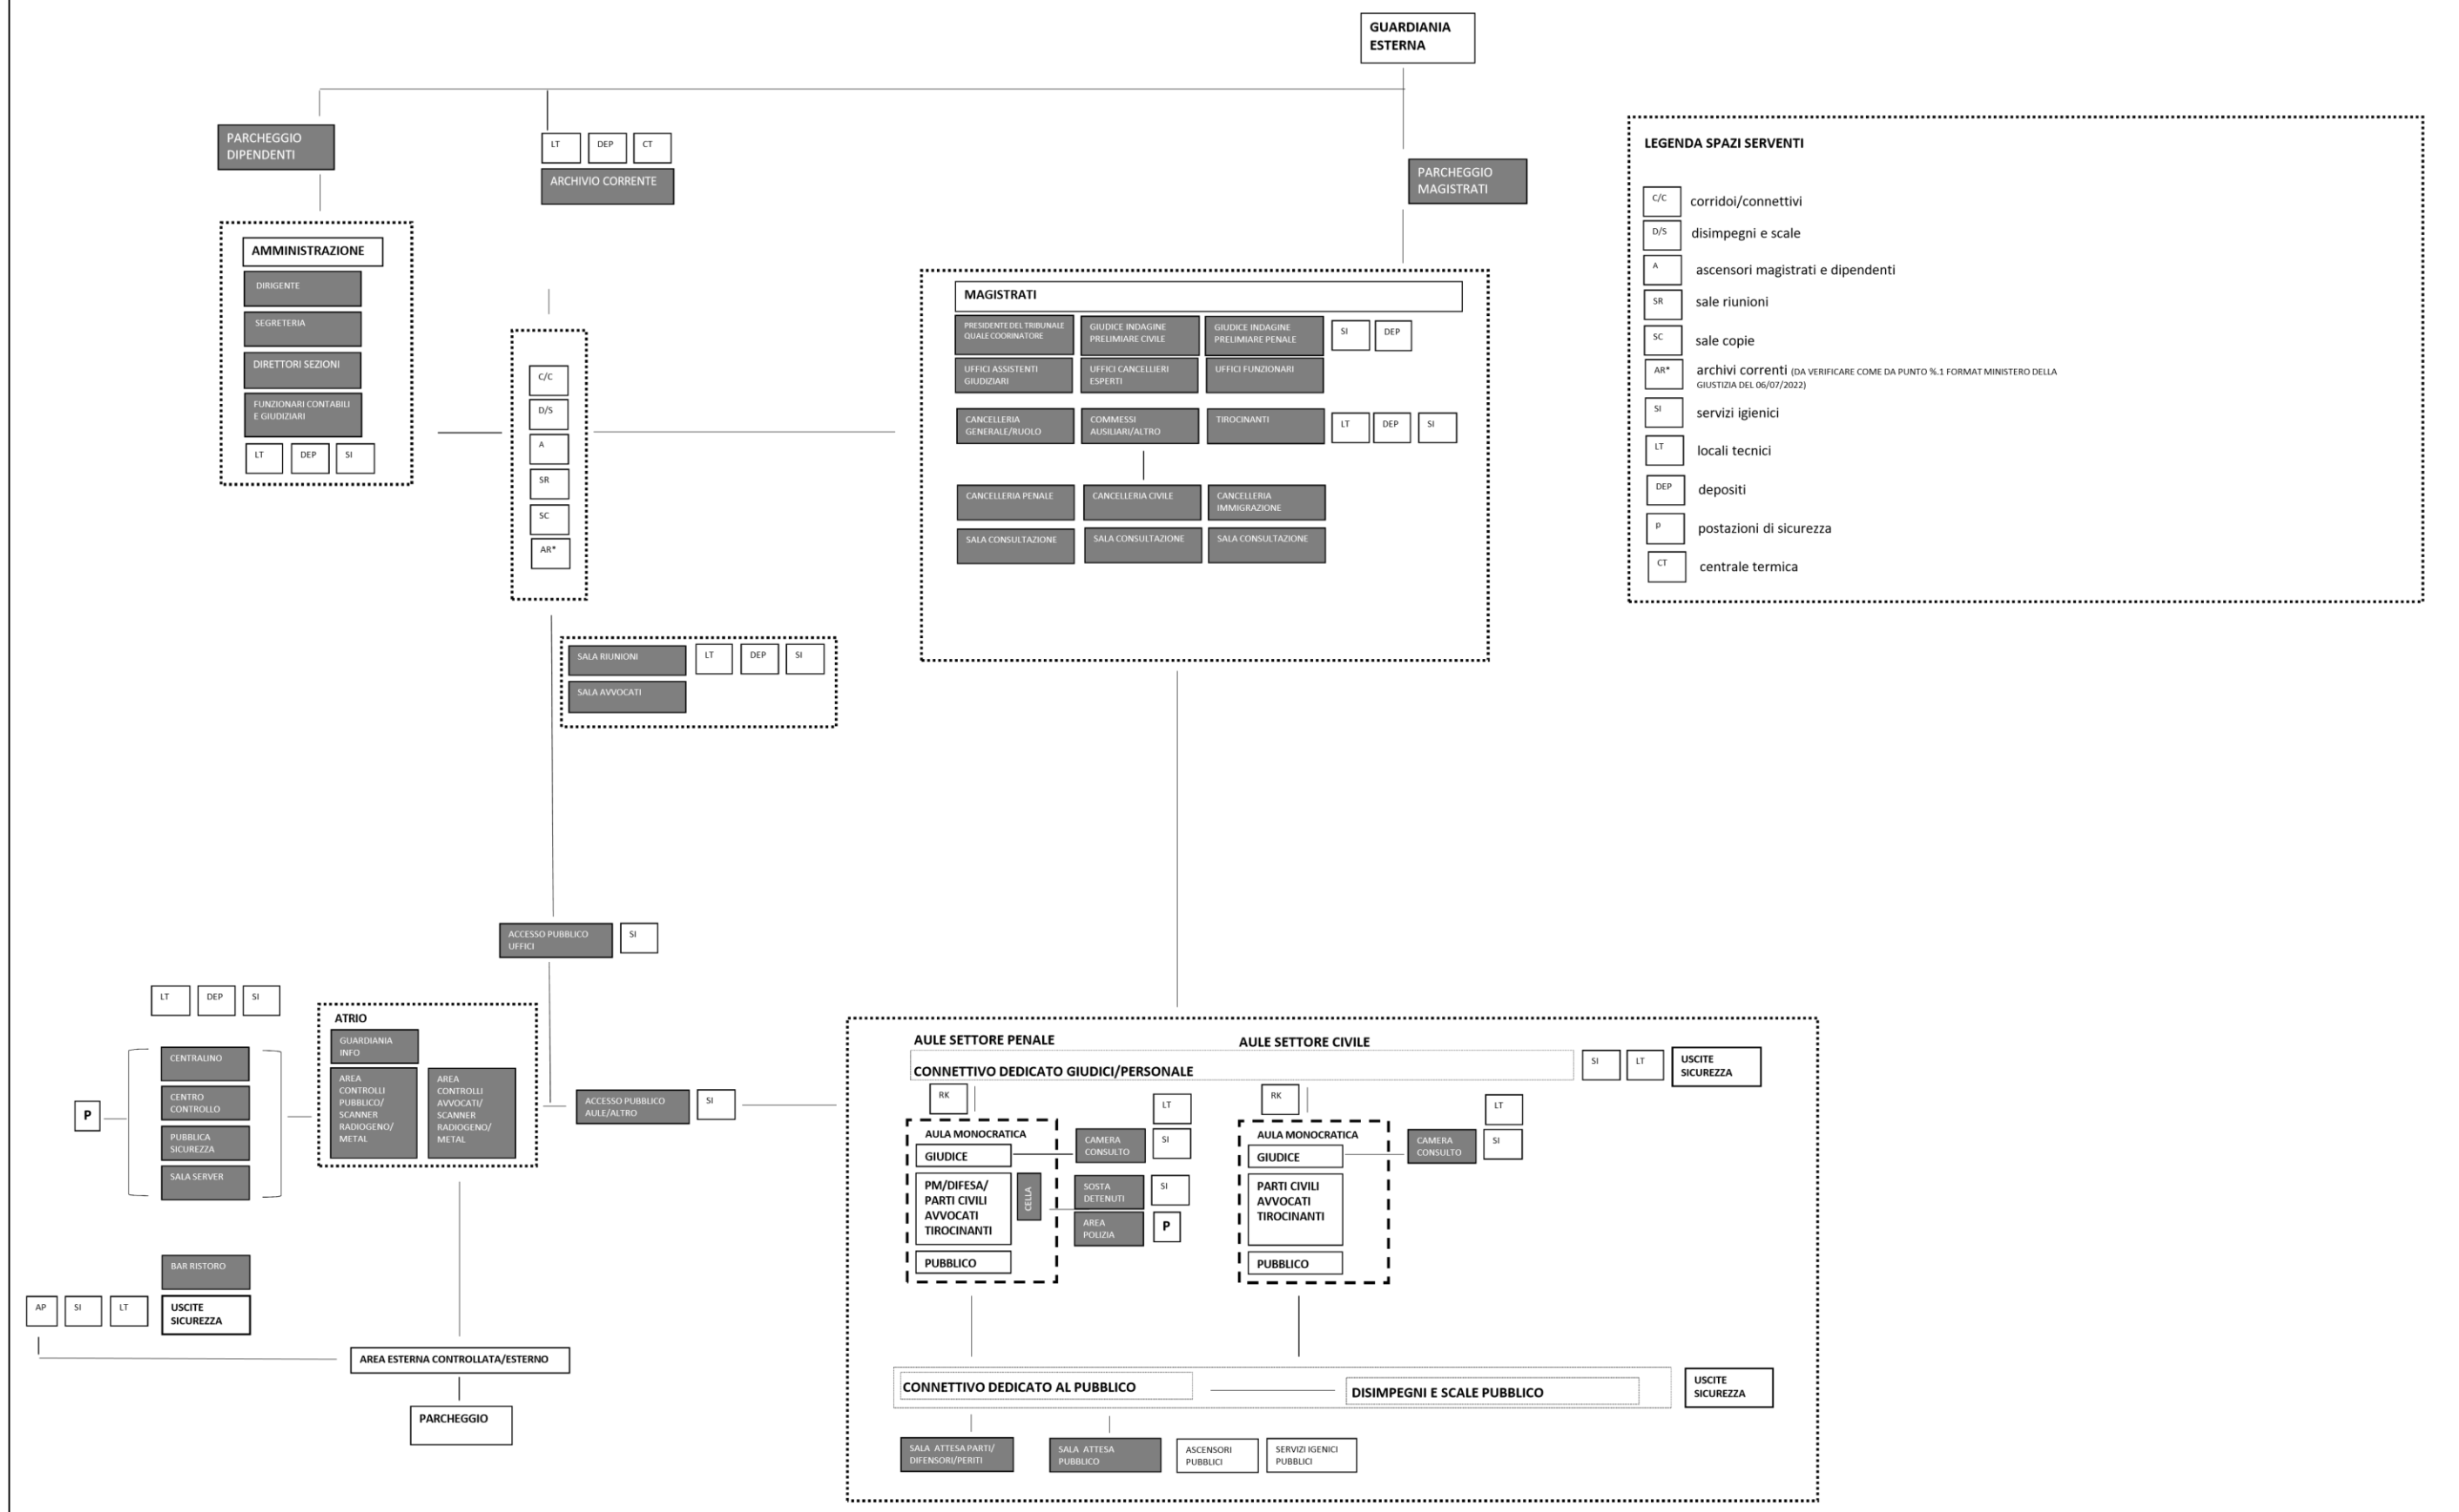 GUARDIANIA
ESTERNA
PARCHEGGIO
DIPENDENTI
LT
DEP
CT
ARCHIVIO CORRENTE
PARCHEGGIO
MAGISTRATI
AMMINISTRAZIONE
DIRIGENTE
SEGRETERIA
DIRETTORI SEZIONI
FUNZIONARI CONTABILI
E GIUDIZIARI
LT
DEP
SI
C/C
D/S
A
SR
SC
AR*
MAGISTRATI
PRESIDENTE DEL TRIBUNALE
QUALE COORINATORE
GIUDICE INDAGINE
PRELIMIARE CIVILE
GIUDICE INDAGINE
PRELIMIARE PENALE
SI
DEP
UFFICI ASSISTENTI
GIUDIZIARI
UFFICI CANCELLIERI
ESPERTI
UFFICI FUNZIONARI
CANCELLERIA
GENERALE/RUOLO
COMMESSI
AUSILIARI/ALTRO
TIROCINANTI
LT
DEP
SI
CANCELLERIA PENALE
CANCELLERIA CIVILE
CANCELLERIA
IMMIGRAZIONE
SALA CONSULTAZIONE
SALA CONSULTAZIONE
SALA CONSULTAZIONE
LEGENDA SPAZI SERVENTI
C/C corridoi/connettivi
D/S disimpegni e scale
A ascensori magistrati e dipendenti
SR sale riunioni
SC sale copie
AR* archivi correnti (DA VERIFICARE COME DA PUNTO %.1 FORMAT MINISTERO DELLA
GIUSTIZIA DEL 06/07/2022)
SI servizi igienici
LT locali tecnici
DEP depositi
P postazioni di sicurezza
CT centrale termica
SALA RIUNIONI
LT
DEP
SI
SALA AVVOCATI
ACCESSO PUBBLICO
UFFICI
SI
LT
DEP
SI
CENTRALINO
CENTRO
CONTROLLO
PUBBLICA
SICUREZZA
SALA SERVER
P
ATRIO
GUARDIANIA
INFO
AREA
CONTROLLI
PUBBLICO/
SCANNER
RADIOGENO/
METAL
AREA
CONTROLLI
AVVOCATI/
SCANNER
RADIOGENO/
METAL
ACCESSO PUBBLICO
AULE/ALTRO
SI
BAR RISTORO
AP
SI
LT
USCITE
SICUREZZA
AREA ESTERNA CONTROLLATA/ESTERNO
PARCHEGGIO
AULE SETTORE PENALE
AULE SETTORE CIVILE
CONNETTIVO DEDICATO GIUDICI/PERSONALE
SI
LT
USCITE
SICUREZZA
RK
AULA MONOCRATICA
GIUDICE
PM/DIFESA/
PARTI CIVILI
AVVOCATI
TIROCINANTI
CELLA
PUBBLICO
LT
CAMERA
CONSULTO
SI
SOSTA
DETENUTI
SI
AREA
POLIZIA
P
RK
AULA MONOCRATICA
GIUDICE
PARTI CIVILI
AVVOCATI
TIROCINANTI
PUBBLICO
LT
CAMERA
CONSULTO
SI
CONNETTIVO DEDICATO AL PUBBLICO
DISIMPEGNI E SCALE PUBBLICO
USCITE
SICUREZZA
SALA ATTESA PARTI/
DIFENSORI/PERITI
SALA ATTESA
PUBBLICO
ASCENSORI
PUBBLICI
SERVIZI IGENICI
PUBBLICI